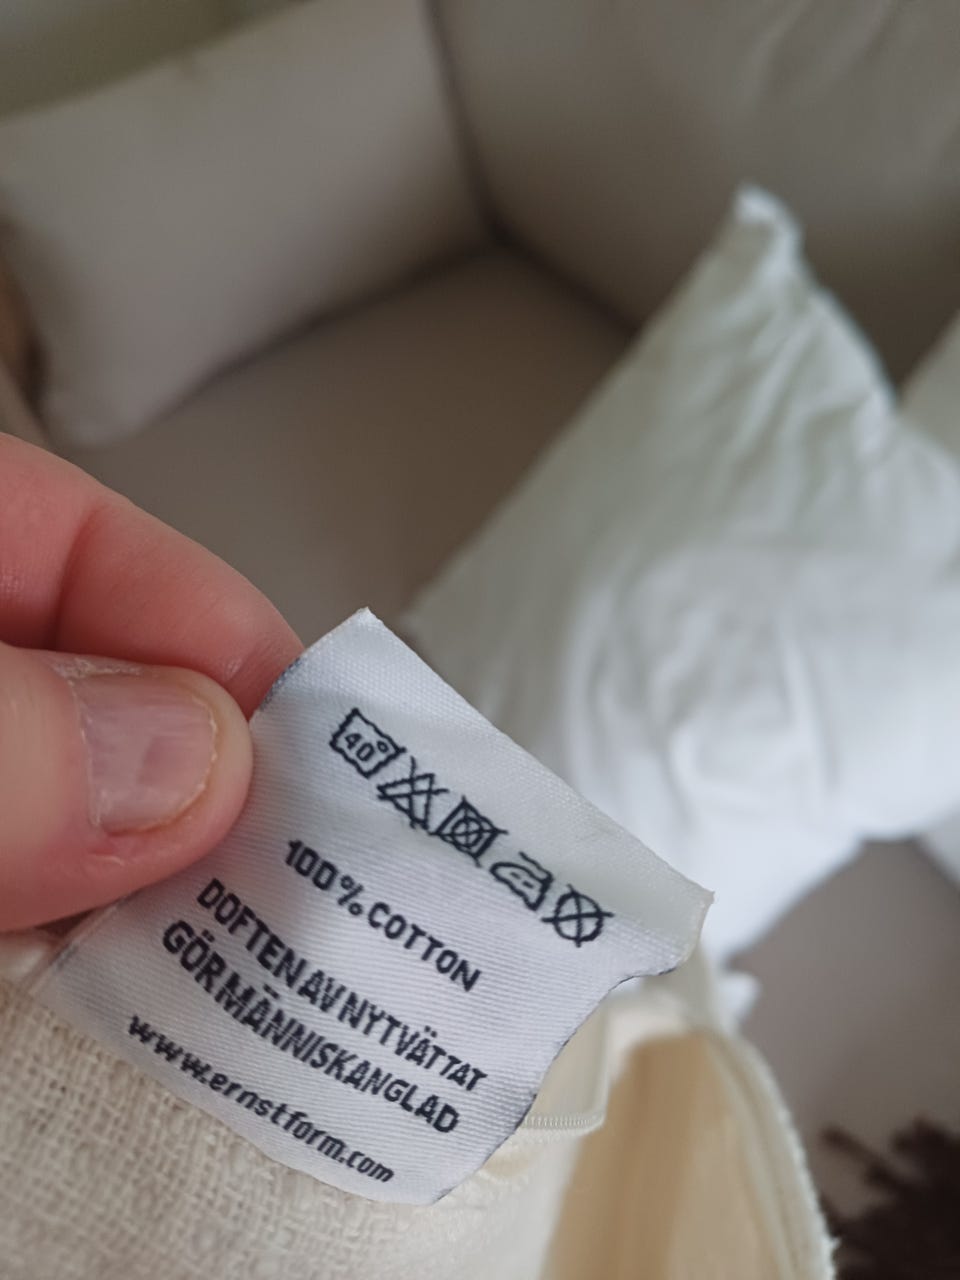 40°
100% COTTON
DOFTEN AV NYTVÄTTAT
GÖR MÄNNISKAN GLAD
www.ernstform.com